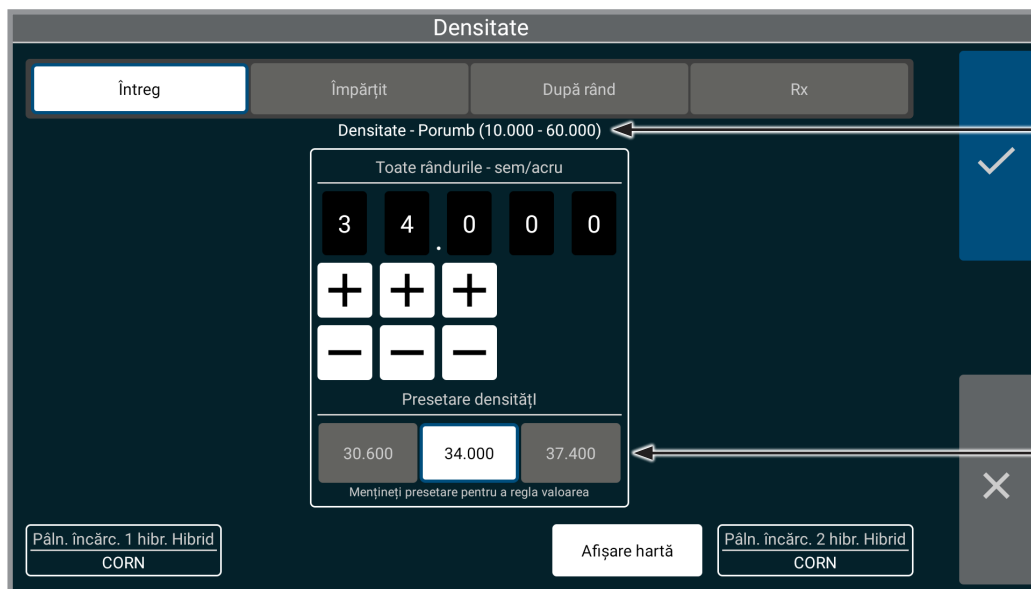 Densitate
Întreg
Împărțit
După rând
Rx
Densitate - Porumb (10.000 - 60.000)
Toate rândurile - sem/acru
3 4 . 0 0 0
+ + +
− − −
Presetare densitățI
30.600
34.000
37.400
Mențineți presetare pentru a regla valoarea
Pâln. încărc. 1 hibr. Hibrid
CORN
Afișare hartă
Pâln. încărc. 2 hibr. Hibrid
CORN